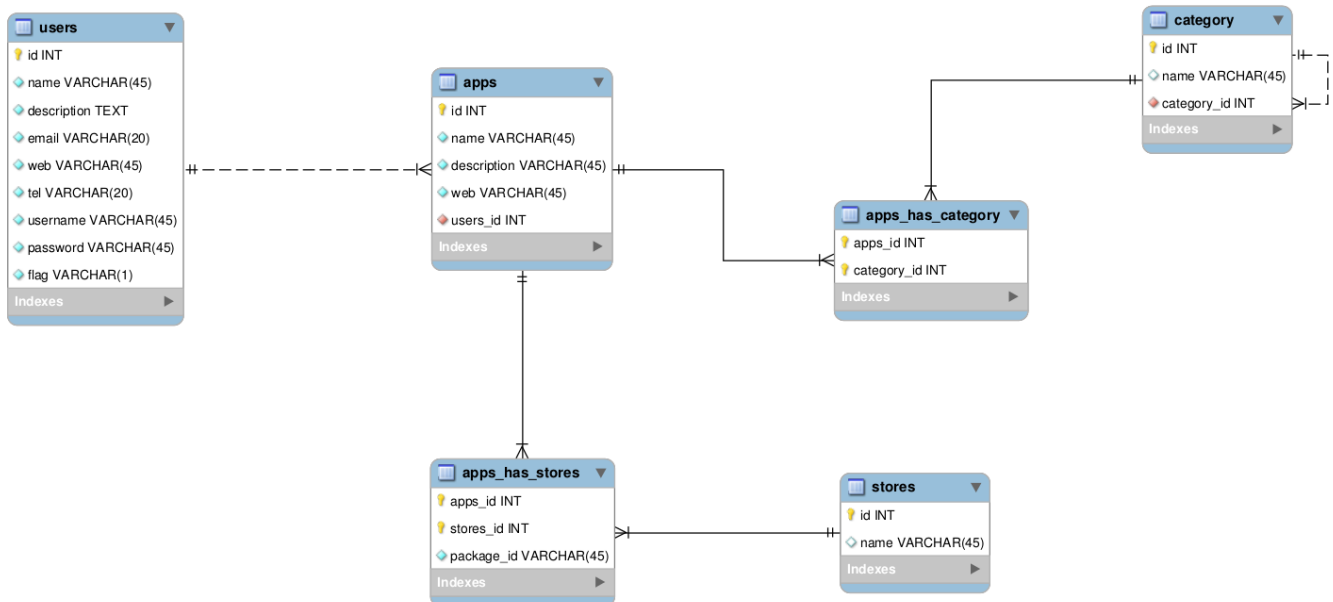 users
id INT
name VARCHAR(45)
description TEXT
email VARCHAR(20)
web VARCHAR(45)
tel VARCHAR(20)
username VARCHAR(45)
password VARCHAR(45)
flag VARCHAR(1)
Indexes
apps
id INT
name VARCHAR(45)
description VARCHAR(45)
web VARCHAR(45)
users_id INT
Indexes
category
id INT
name VARCHAR(45)
category_id INT
Indexes
apps_has_category
apps_id INT
category_id INT
Indexes
apps_has_stores
apps_id INT
stores_id INT
package_id VARCHAR(45)
Indexes
stores
id INT
name VARCHAR(45)
Indexes